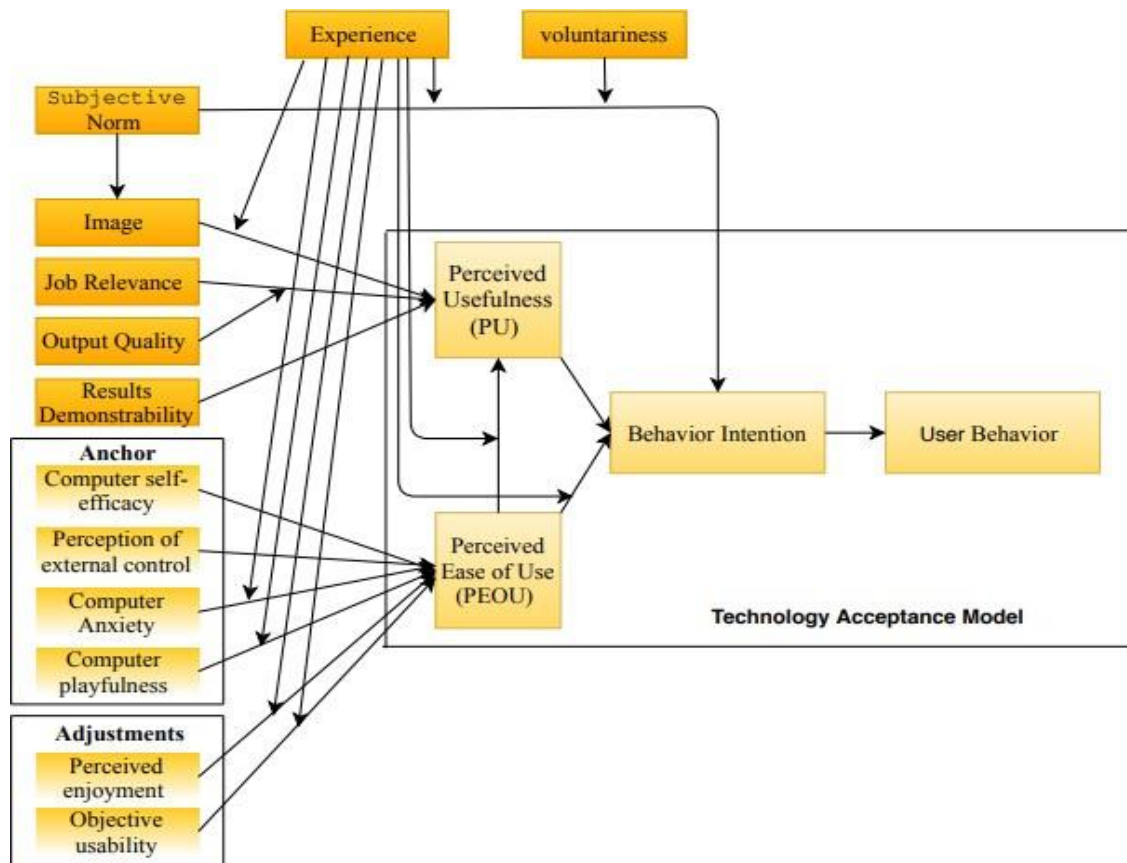 Experience
voluntariness
Subjective
Norm
Image
Job Relevance
Output Quality
Results
Demonstrability
Anchor
Computer self-
efficacy
Perception of
external control
Computer
Anxiety
Computer
playfulness
Adjustments
Perceived
enjoyment
Objective
usability
Perceived
Usefulness
(PU)
Behavior Intention
User Behavior
Perceived
Ease of Use
(PEOU)
Technology Acceptance Model